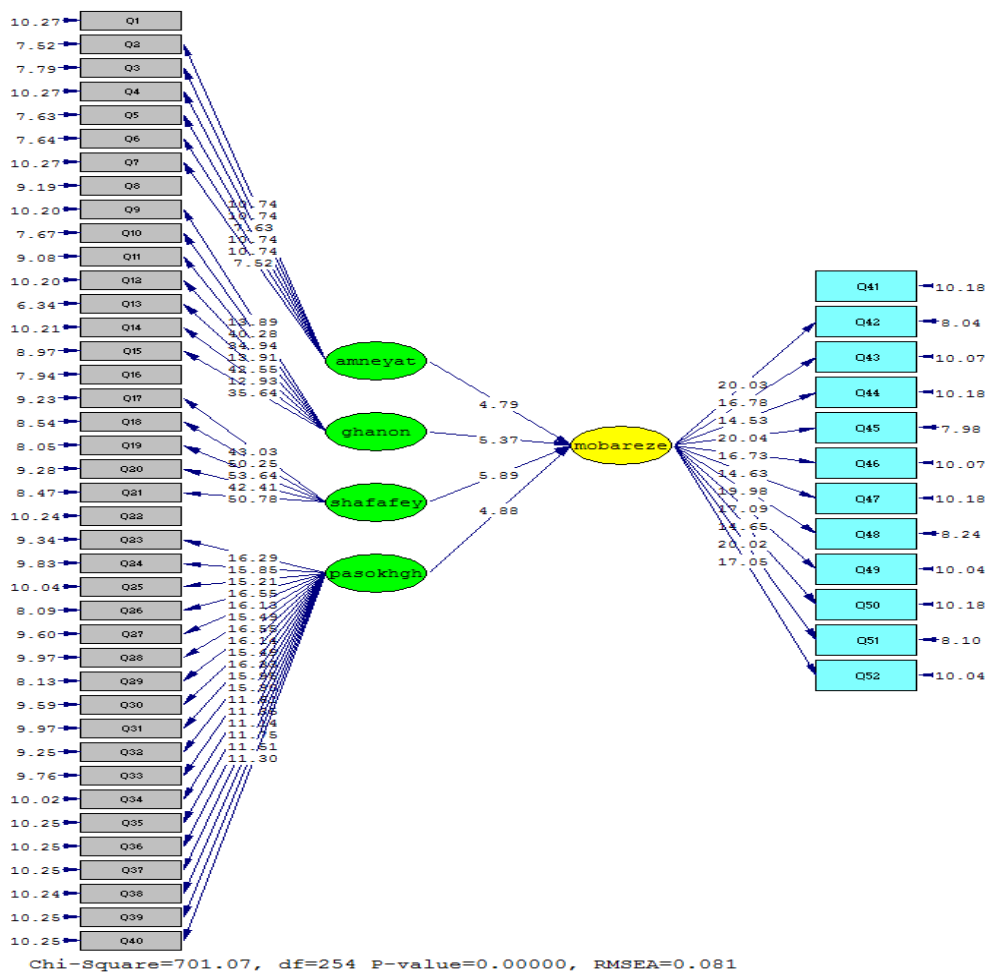 10.27 Q1
7.52 Q2
7.79 Q3
10.27 Q4
7.63 Q5
7.64 Q6
10.27 Q7
9.19 Q8
10.20 Q9
7.67 Q10
9.08 Q11
10.20 Q12
6.34 Q13
10.21 Q14
8.97 Q15
7.94 Q16
9.23 Q17
8.54 Q18
8.05 Q19
9.28 Q20
8.47 Q21
10.24 Q22
9.34 Q23
9.83 Q24
10.04 Q25
8.09 Q26
9.60 Q27
9.97 Q28
8.13 Q29
9.59 Q30
9.97 Q31
9.25 Q32
9.76 Q33
10.02 Q34
10.25 Q35
10.25 Q36
10.25 Q37
10.24 Q38
10.25 Q39
10.25 Q40
10.74
10.74
7.63
10.74
10.74
7.52
13.89
40.28
34.94
13.91
42.55
12.93
35.64
43.03
50.25
53.64
42.41
50.78
16.29
15.85
15.21
16.55
16.13
15.49
16.55
16.14
15.49
11.14
11.75
11.51
11.30
amneyat
ghanon
shafafey
pasokhgh
4.79
5.37
5.89
4.88
mobareze
20.03
16.78
14.53
20.04
16.73
14.63
19.98
17.09
14.65
20.02
17.05
Q41 10.18
Q42 8.04
Q43 10.07
Q44 10.18
Q45 7.98
Q46 10.07
Q47 10.18
Q48 8.24
Q49 10.04
Q50 10.18
Q51 8.10
Q52 10.04
Chi-Square=701.07, df=254 P-value=0.00000, RMSEA=0.081